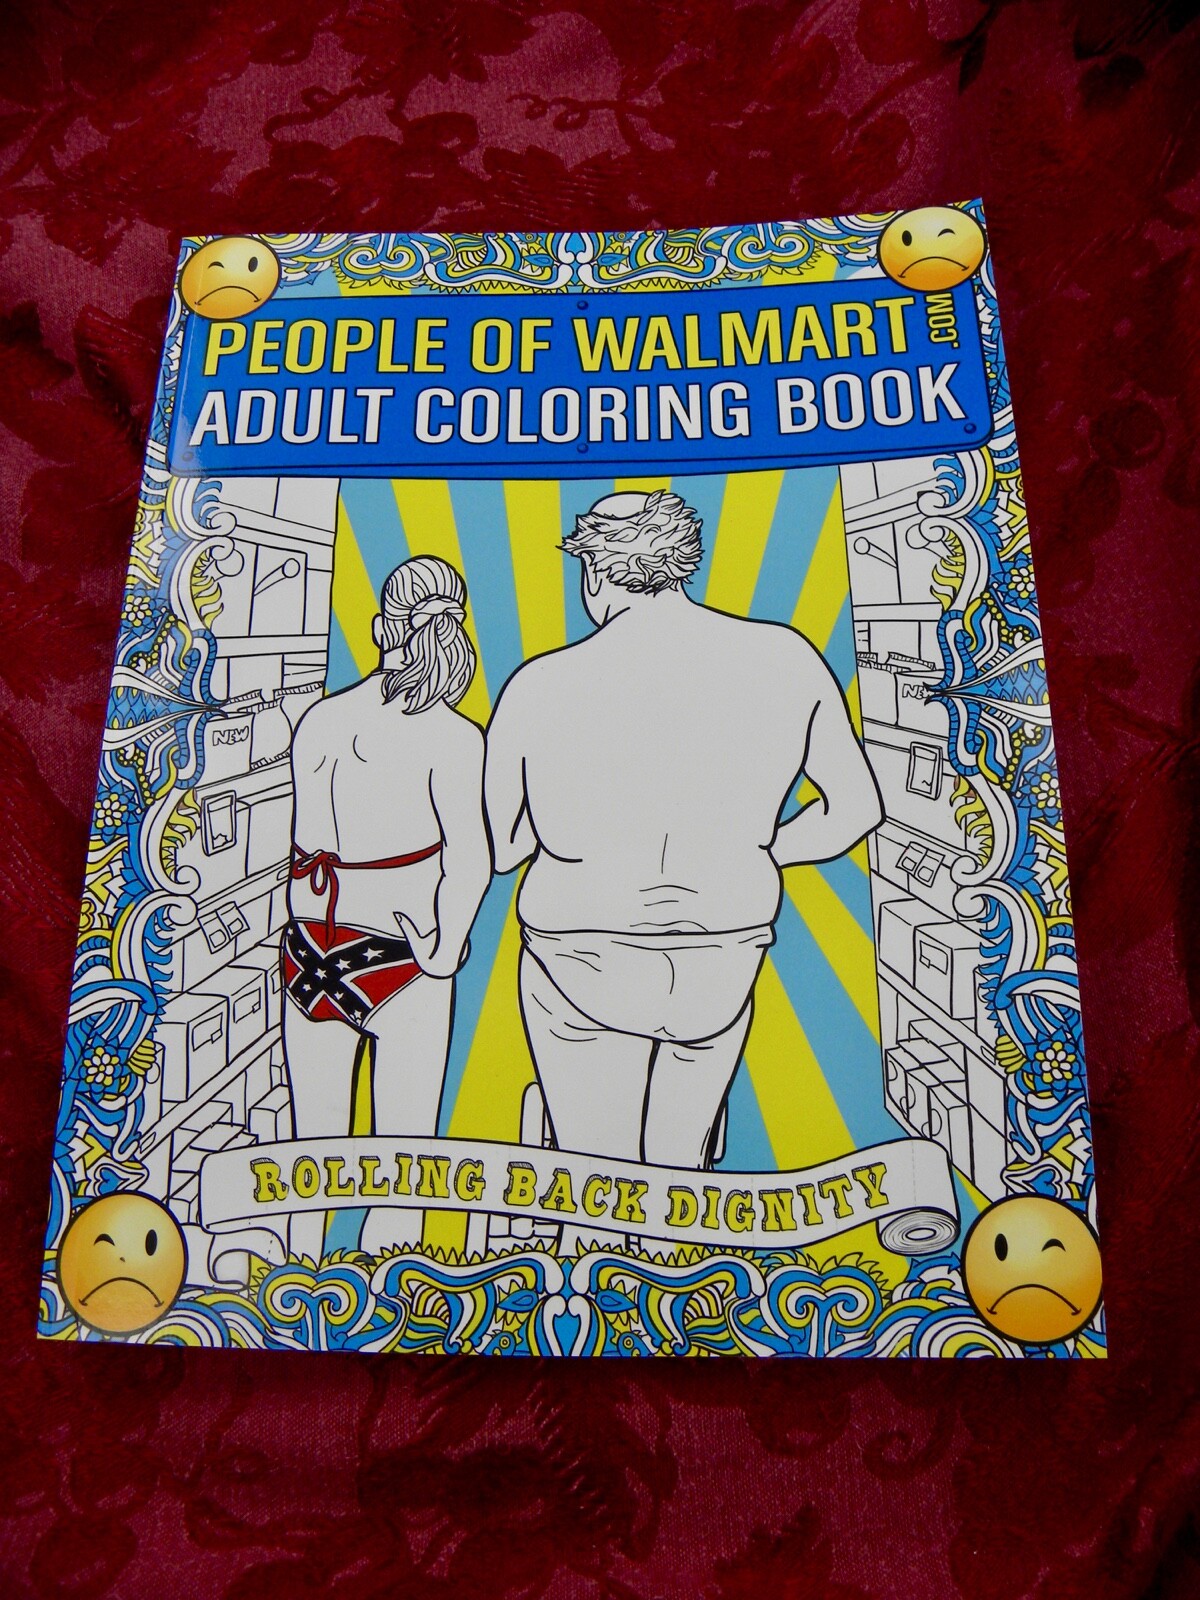 PEOPLE OF WALMART .COM
ADULT COLORING BOOK
NEW
NEW
ROLLING BACK DIGNITY